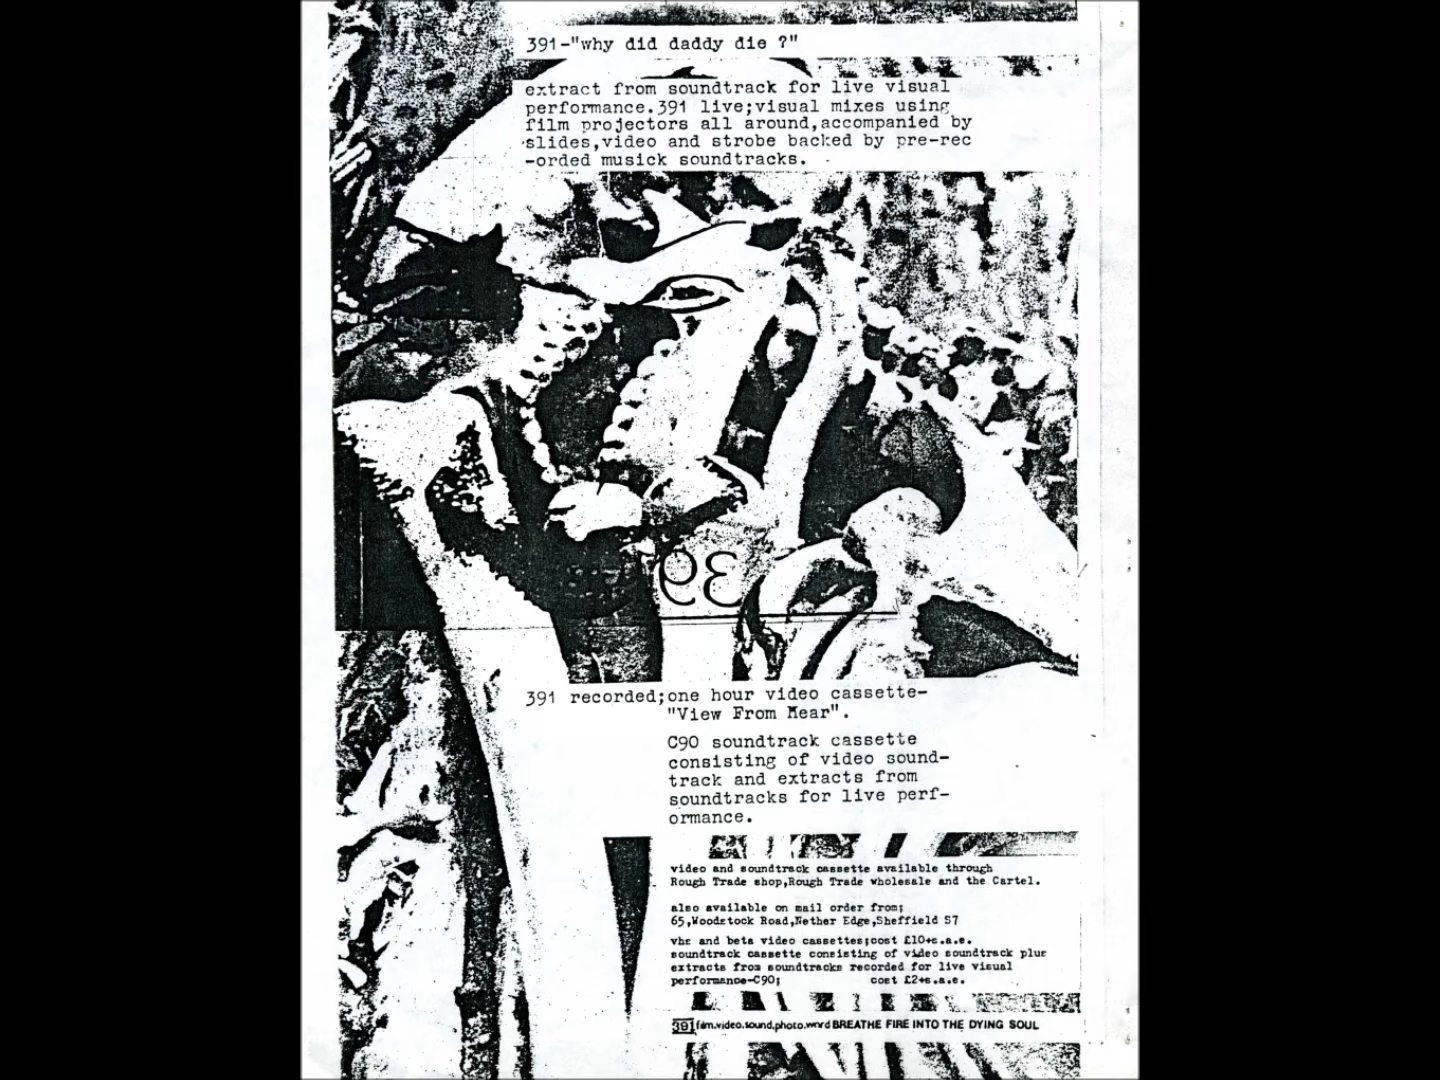 391-"why did daddy die ?"
extract from soundtrack for live visual
performance.391 live;visual mixes using
film projectors all around,accompanied by
slides,video and strobe backed by pre-rec
-orded musick soundtracks.
39
391 recorded;one hour video cassette-
"View From Near".
C90 soundtrack cassette
consisting of video sound-
track and extracts from
soundtracks for live perf-
ormance.
video and soundtrack cassette available through
Rough Trade shop,Rough Trade wholesale and the Cartel.
also available on mail order from;
65,Woodstock Road,Nether Edge,Sheffield S7
vhs and beta video cassettes;cost £10+s.a.e.
soundtrack cassette consisting of video soundtrack plus
extracts from soundtracks recorded for live visual
performance-C90; cost £2+s.a.e.
391 film.video.sound.photo.word BREATHE FIRE INTO THE DYING SOUL